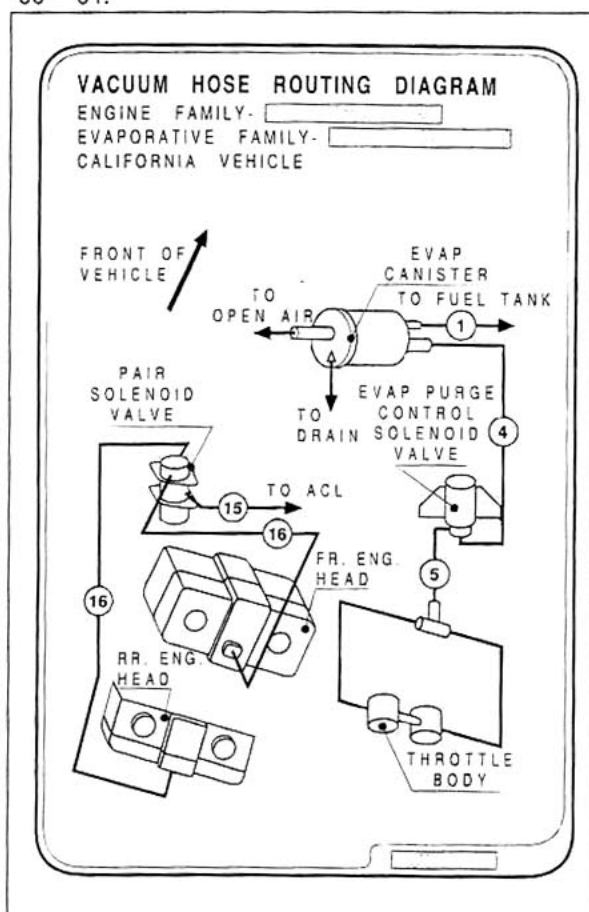 VACUUM HOSE ROUTING DIAGRAM
ENGINE FAMILY-
EVAPORATIVE FAMILY-
CALIFORNIA VEHICLE
FRONT OF
VEHICLE
EVAP
CANISTER
TO
OPEN AIR
TO FUEL TANK
1
PAIR
SOLENOID
VALVE
TO
DRAIN
EVAP PURGE
CONTROL
SOLENOID
VALVE
4
15
TO ACL
16
5
FR. ENG.
HEAD
16
RR. ENG.
HEAD
THROTTLE
BODY